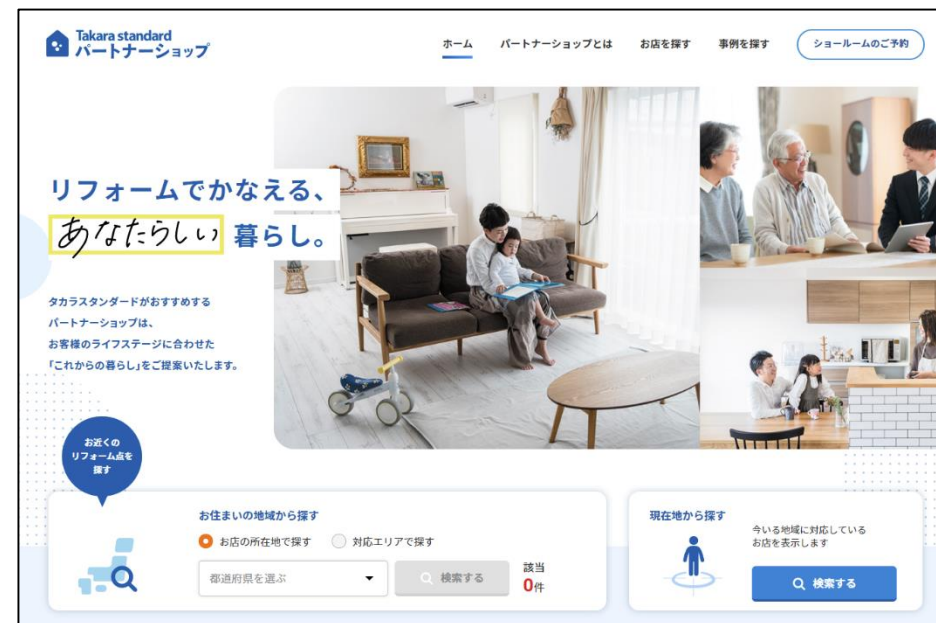 Takara standard
パートナーショップ
ホーム
パートナーショップとは
お店を探す
事例を探す
ショールームのご予約
リフォームでかなえる、
あなたらしい 暮らし。
タカラスタンダードがおすすめする
パートナーショップは、
お客様のライフステージに合わせた
「これからの暮らし」をご提案いたします。
お近くの
リフォーム点を
探す
お住まいの地域から探す
お店の所在地で探す
対応エリアで探す
都道府県を選ぶ
検索する
該当
0件
現在地から探す
今いる地域に対応している
お店を表示します
検索する